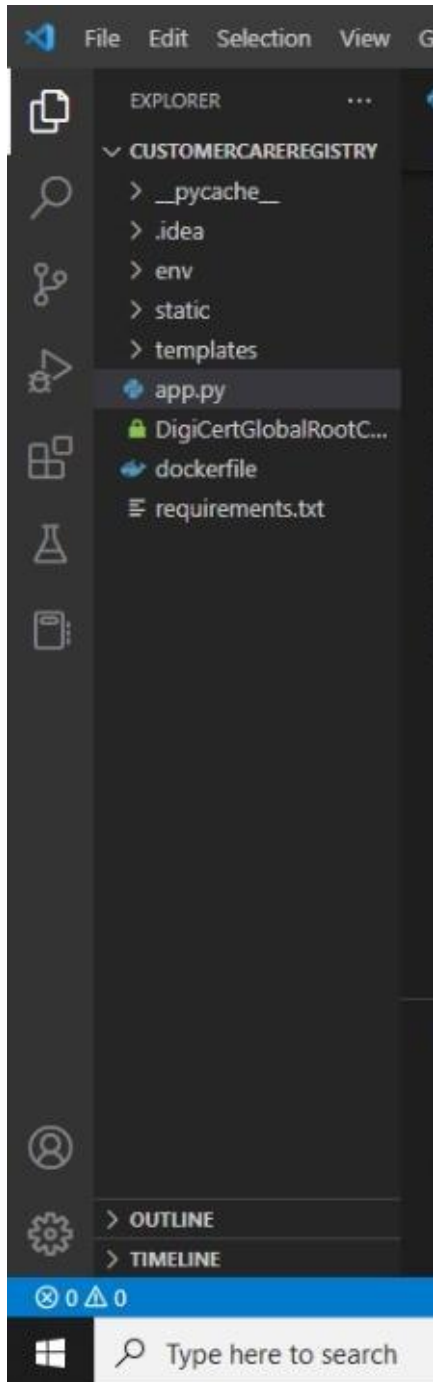 File Edit Selection View G
EXPLORER ...
CUSTOMERCAREREGISTRY
__pycache__
.idea
env
static
templates
app.py
DigiCertGlobalRootC...
dockerfile
requirements.txt
OUTLINE
TIMELINE
0 0
Type here to search